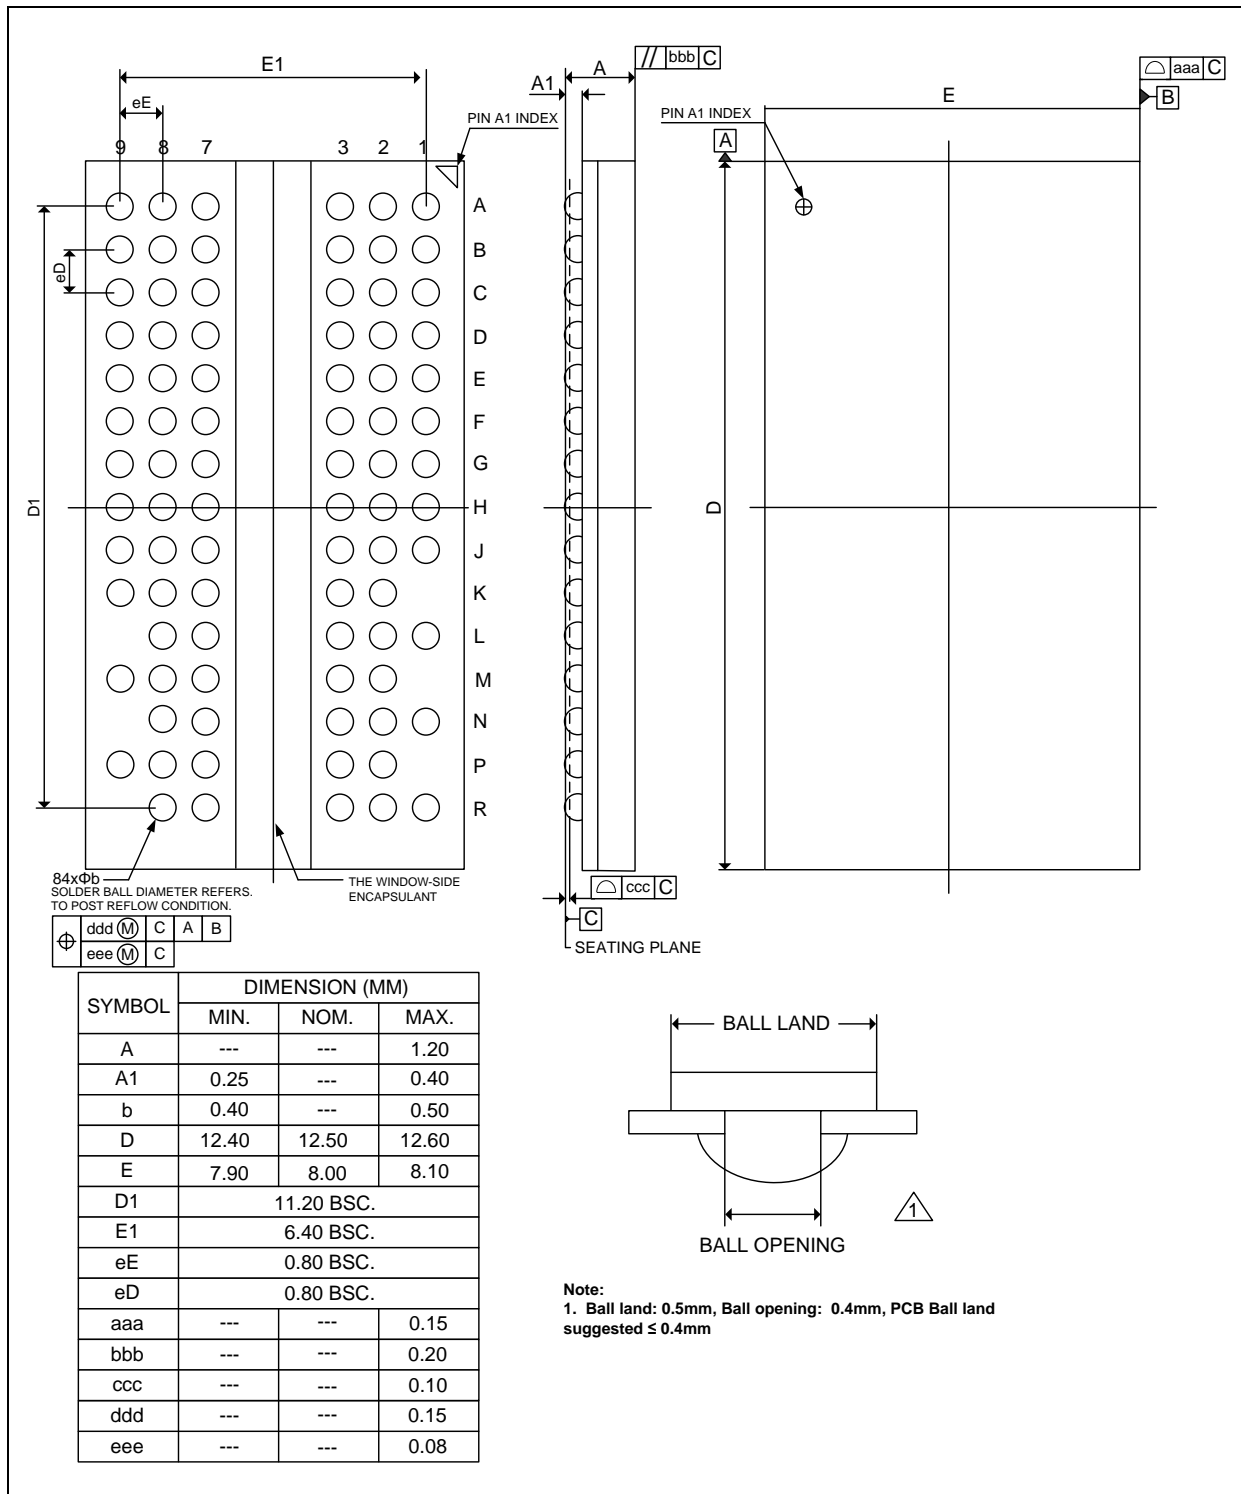 E1
A
// bbb C
aaa C
A1
E
B
eE
PIN A1 INDEX
PIN A1 INDEX
A
9 8 7 3 2 1
A
B
eD
C
D
E
F
G
D1
H
D
J
K
L
M
N
P
R
84xΦb
SOLDER BALL DIAMETER REFERS.
TO POST REFLOW CONDITION.
THE WINDOW-SIDE
ENCAPSULANT
ccc C
C
SEATING PLANE
ddd M C A B
eee M C
SYMBOL DIMENSION (MM)
MIN. NOM. MAX.
A --- --- 1.20
A1 0.25 --- 0.40
b 0.40 --- 0.50
D 12.40 12.50 12.60
E 7.90 8.00 8.10
D1 11.20 BSC.
E1 6.40 BSC.
eE 0.80 BSC.
eD 0.80 BSC.
aaa --- --- 0.15
bbb --- --- 0.20
ccc --- --- 0.10
ddd --- --- 0.15
eee --- --- 0.08
BALL LAND
1
BALL OPENING
Note:
1. Ball land: 0.5mm, Ball opening: 0.4mm, PCB Ball land
suggested ≤ 0.4mm